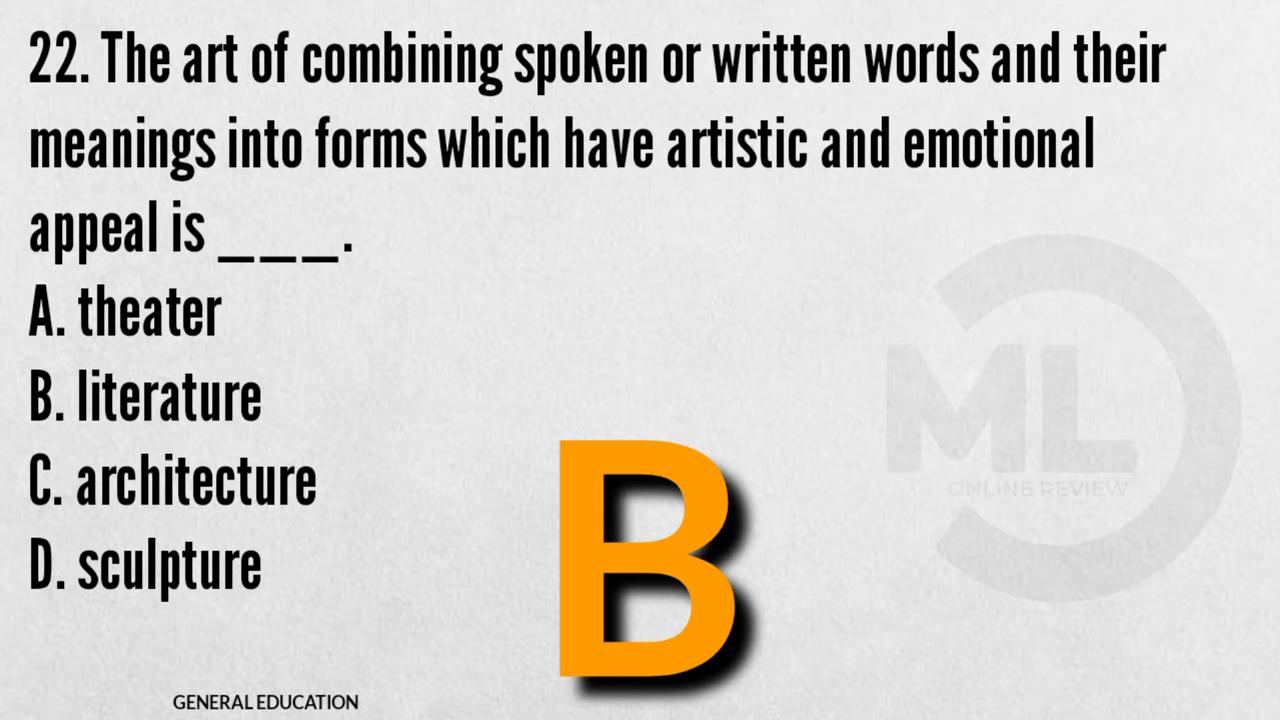 22. The art of combining spoken or written words and their
meanings into forms which have artistic and emotional
appeal is ___.
A. theater
B. literature
C. architecture
D. sculpture
B
ML
ONLINE REVIEW
GENERAL EDUCATION